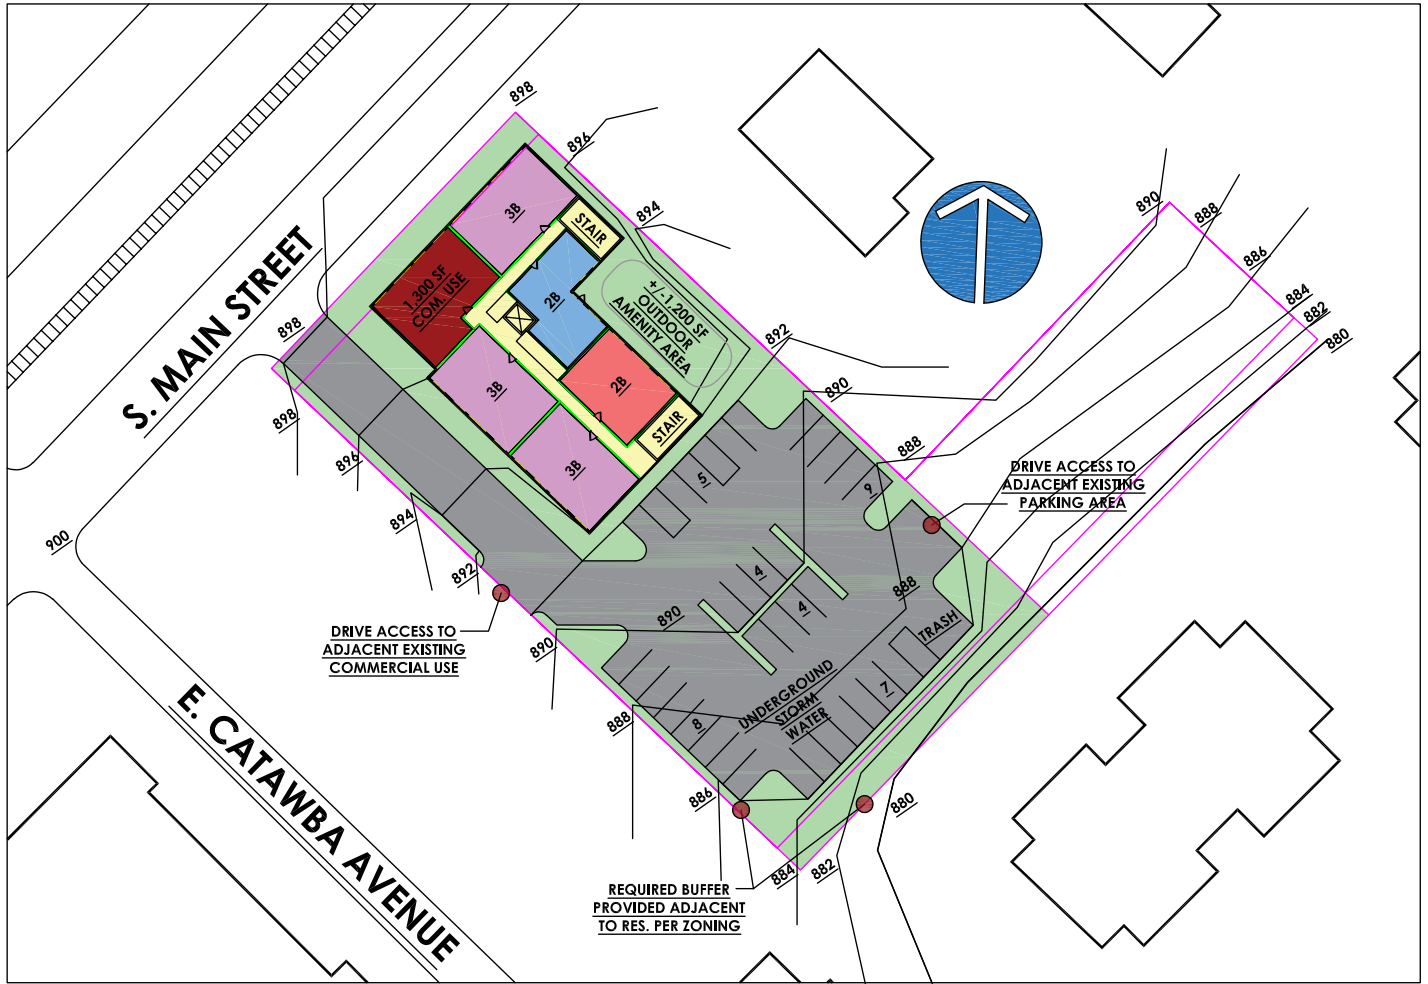 898
896
894
892
890
888
886
884
882
880
890
888
S. MAIN STREET
898
898
896
894
892
890
888
886
884
882
880
900
3B
STAIR
1,300 SF
COM. USE
2B
+/-1,200 SF
OUTDOOR
AMENITY AREA
3B
2B
STAIR
3B
5
9
DRIVE ACCESS TO
ADJACENT EXISTING
PARKING AREA
4
4
888
890
TRASH
DRIVE ACCESS TO
ADJACENT EXISTING
COMMERCIAL USE
UNDERGROUND
STORM
WATER
7
8
E. CATAWBA AVENUE
REQUIRED BUFFER
PROVIDED ADJACENT
TO RES. PER ZONING